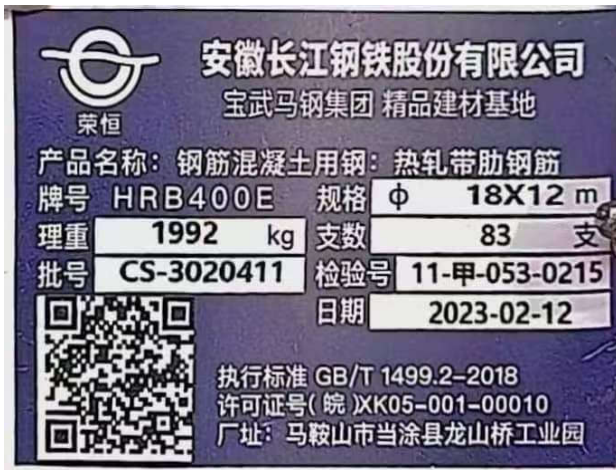 荣恒
安徽长江钢铁股份有限公司
宝武马钢集团 精品建材基地
产品名称：钢筋混凝土用钢：热轧带肋钢筋
牌号 HRB400E 规格 ф 18X12 m
理重 1992 kg 支数 83 支
批号 CS-3020411 检验号 11-甲-053-0215
日期 2023-02-12
执行标准 GB/T 1499.2-2018
许可证号(皖)XK05-001-00010
厂址：马鞍山市当涂县龙山桥工业园